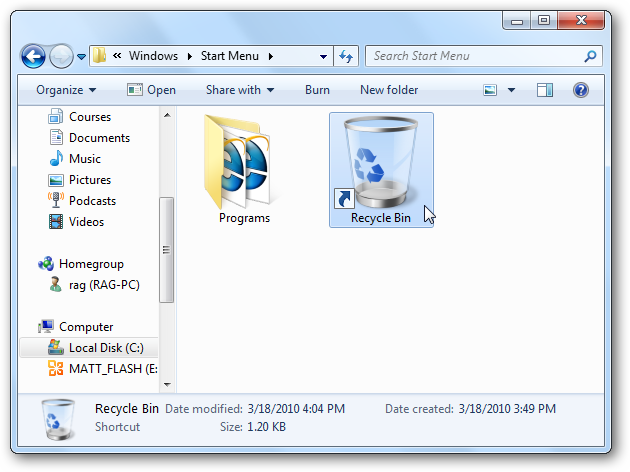 « Windows Start Menu Search Start Menu
Organize Open Share with Burn New folder
Courses
Documents
Music
Pictures
Podcasts
Videos
Homegroup
rag (RAG-PC)
Computer
Local Disk (C:)
MATT_FLASH (E:
Programs
Recycle Bin
Recycle Bin Date modified: 3/18/2010 4:04 PM Date created: 3/18/2010 3:49 PM
Shortcut Size: 1.20 KB